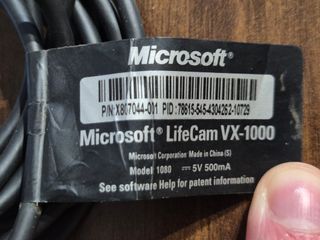 Microsoft®
P/N X807044-001 PID : 78615-545-4304262-10729
Microsoft® LifeCam VX-1000
Microsoft Corporation Made in China (S)
Model 1080 ⎓ 5V 500mA
See software Help for patent information